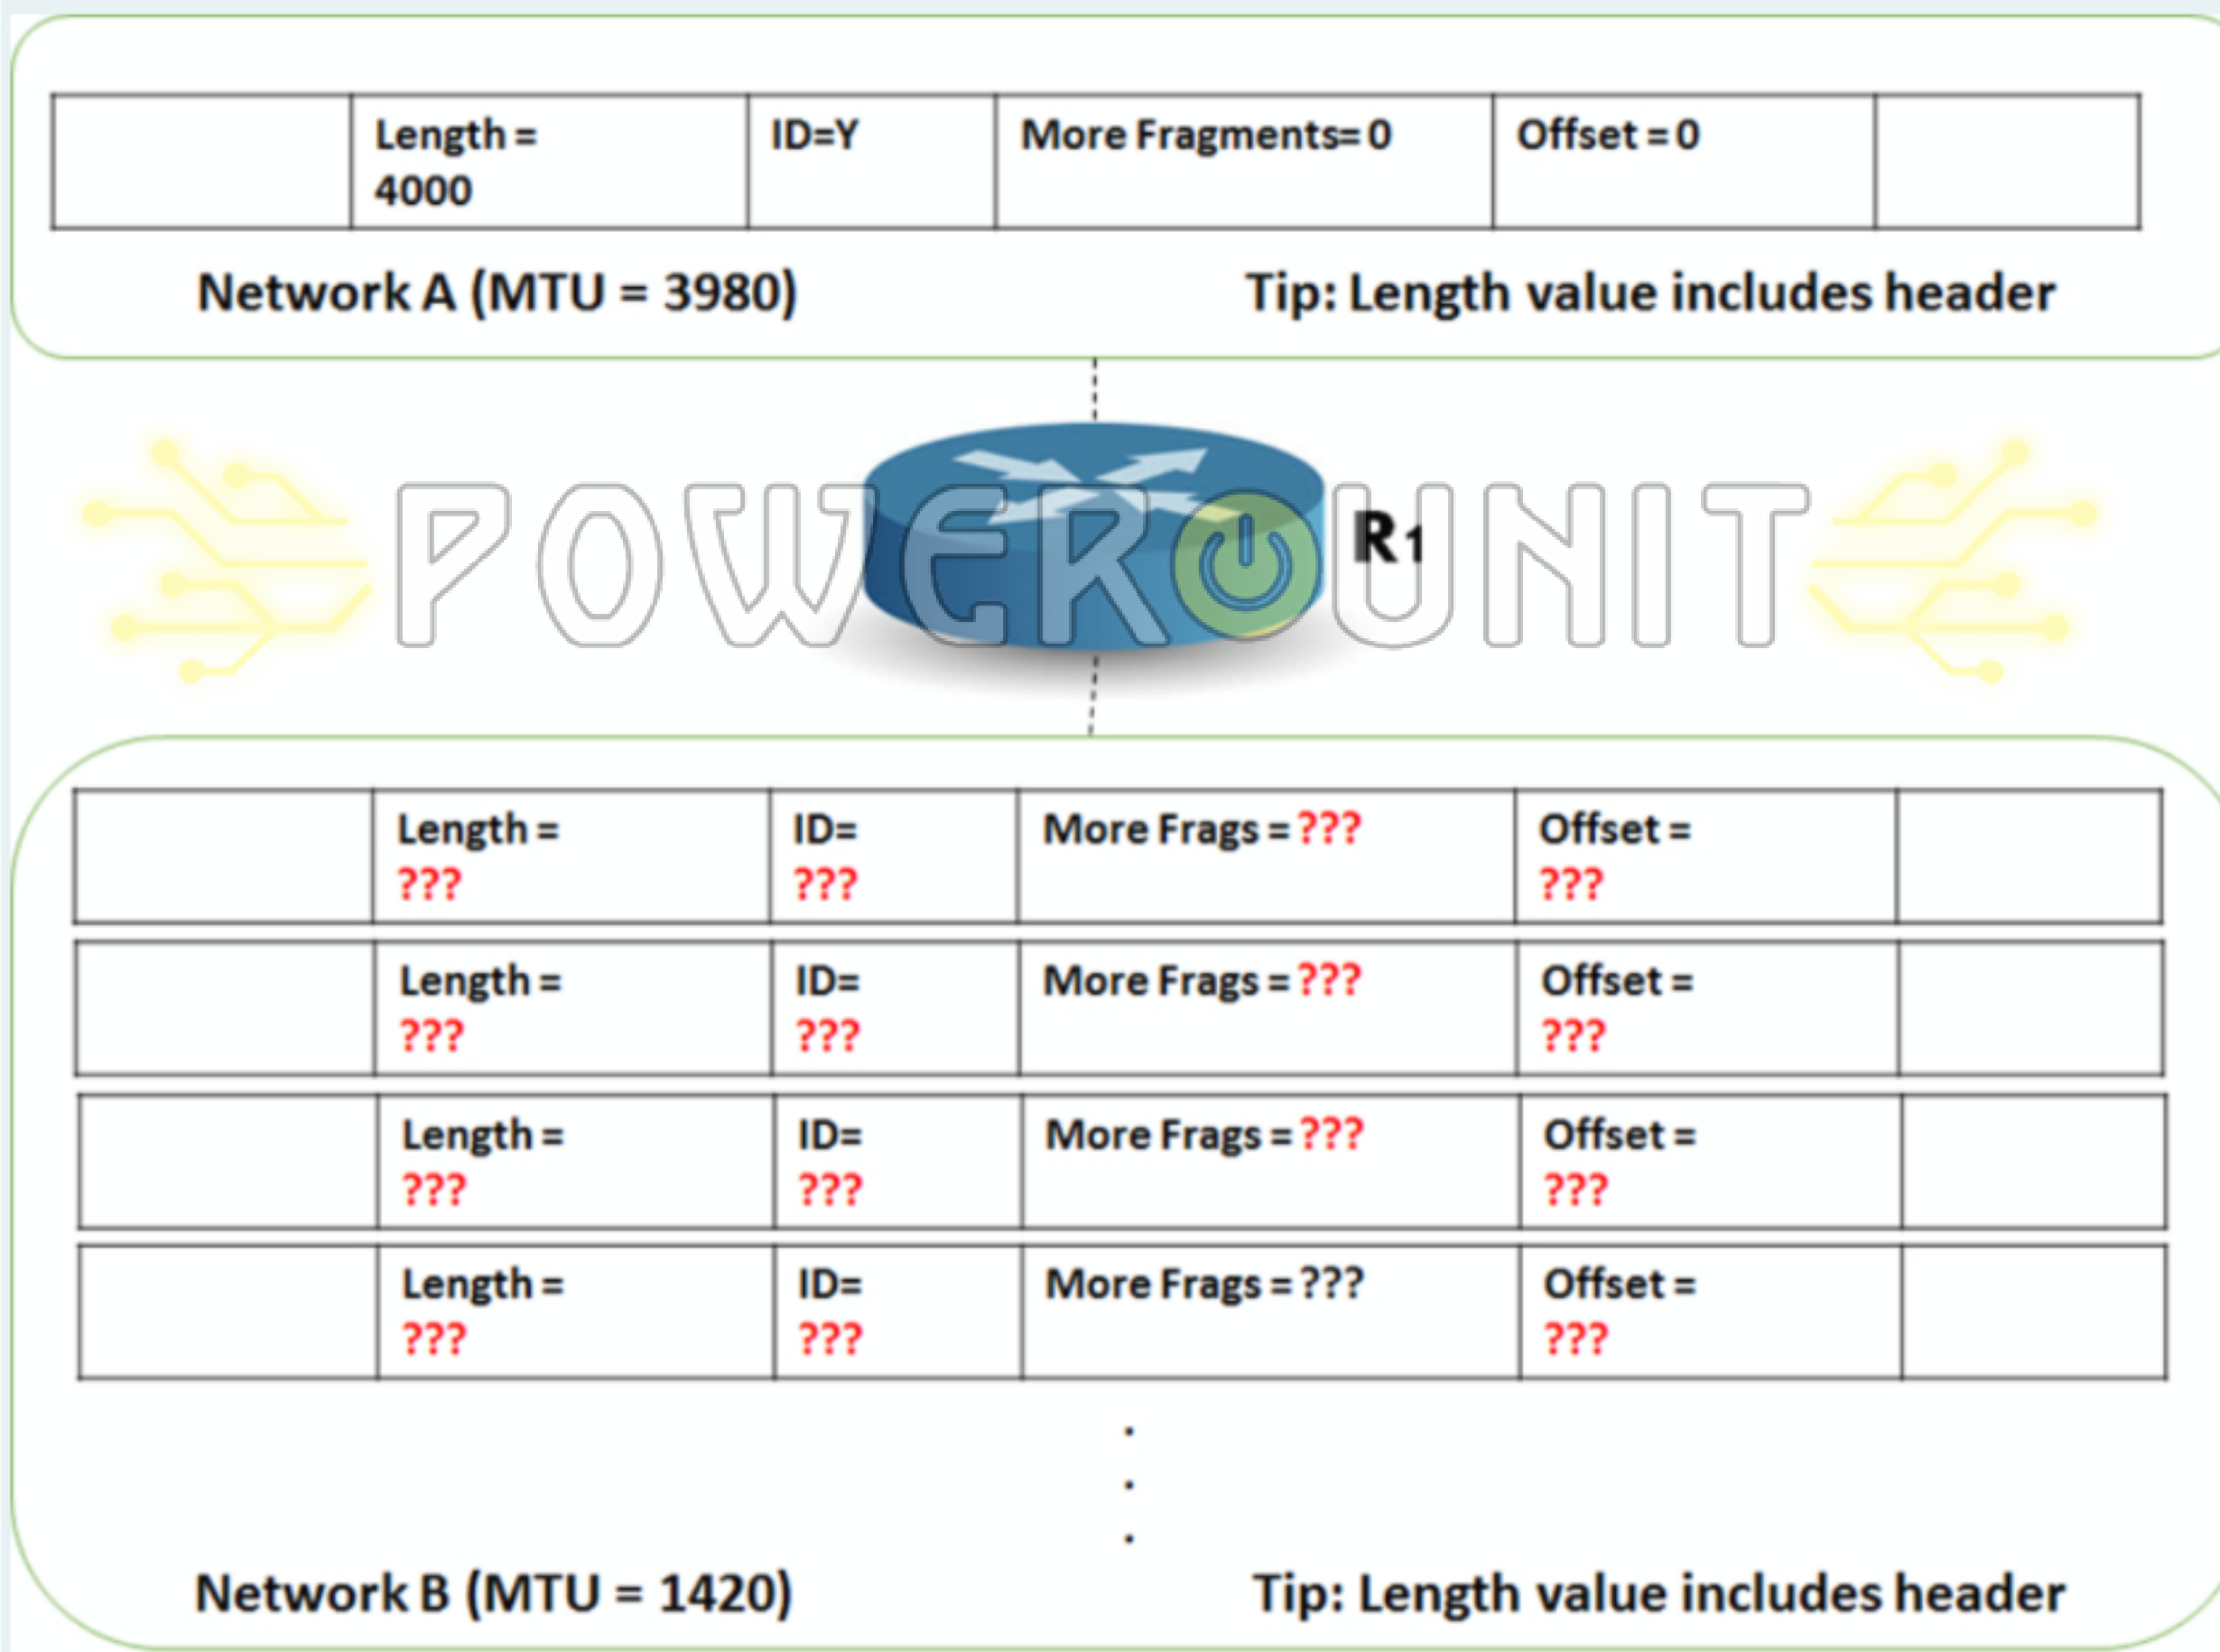 Length =
4000
ID=Y
More Fragments= 0
Offset = 0
Network A (MTU = 3980)
Tip: Length value includes header
POWER UNIT
R1
Length =
???
ID=
???
More Frags = ???
Offset =
???
Length =
???
ID=
???
More Frags = ???
Offset =
???
Length =
???
ID=
???
More Frags = ???
Offset =
???
Length =
???
ID=
???
More Frags = ???
Offset =
???
.
.
.
Network B (MTU = 1420)
Tip: Length value includes header